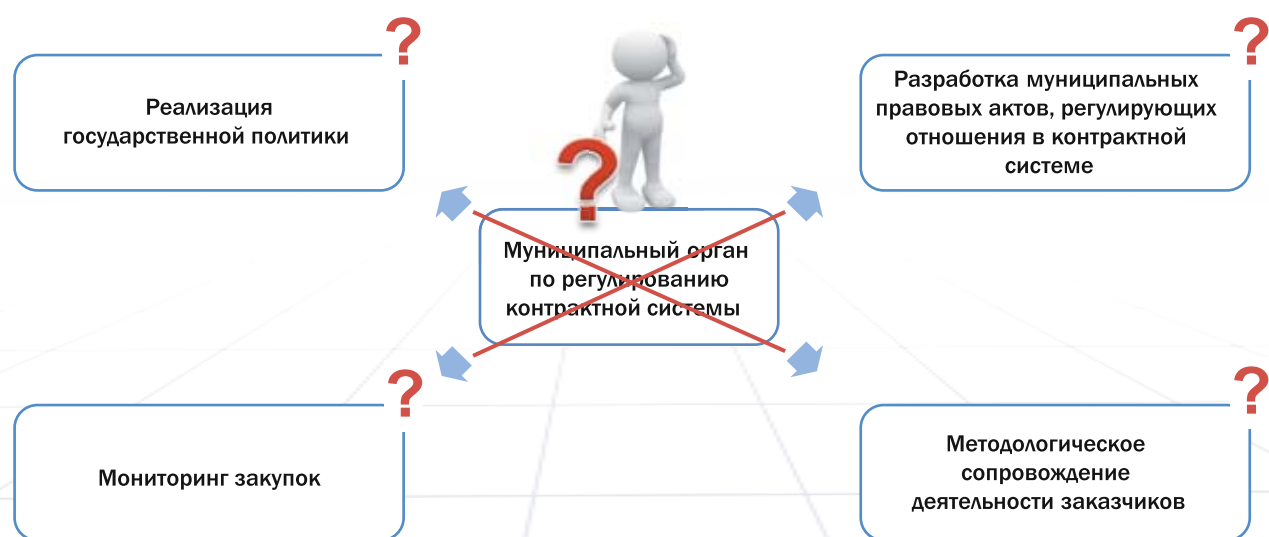 ?
?
Реализация
государственной политики
Разработка муниципальных
правовых актов, регулирующих
отношения в контрактной
системе
?
Муниципальный орган
по регулированию
контрактной системы
?
?
Мониторинг закупок
Методологическое
сопровождение
деятельности заказчиков